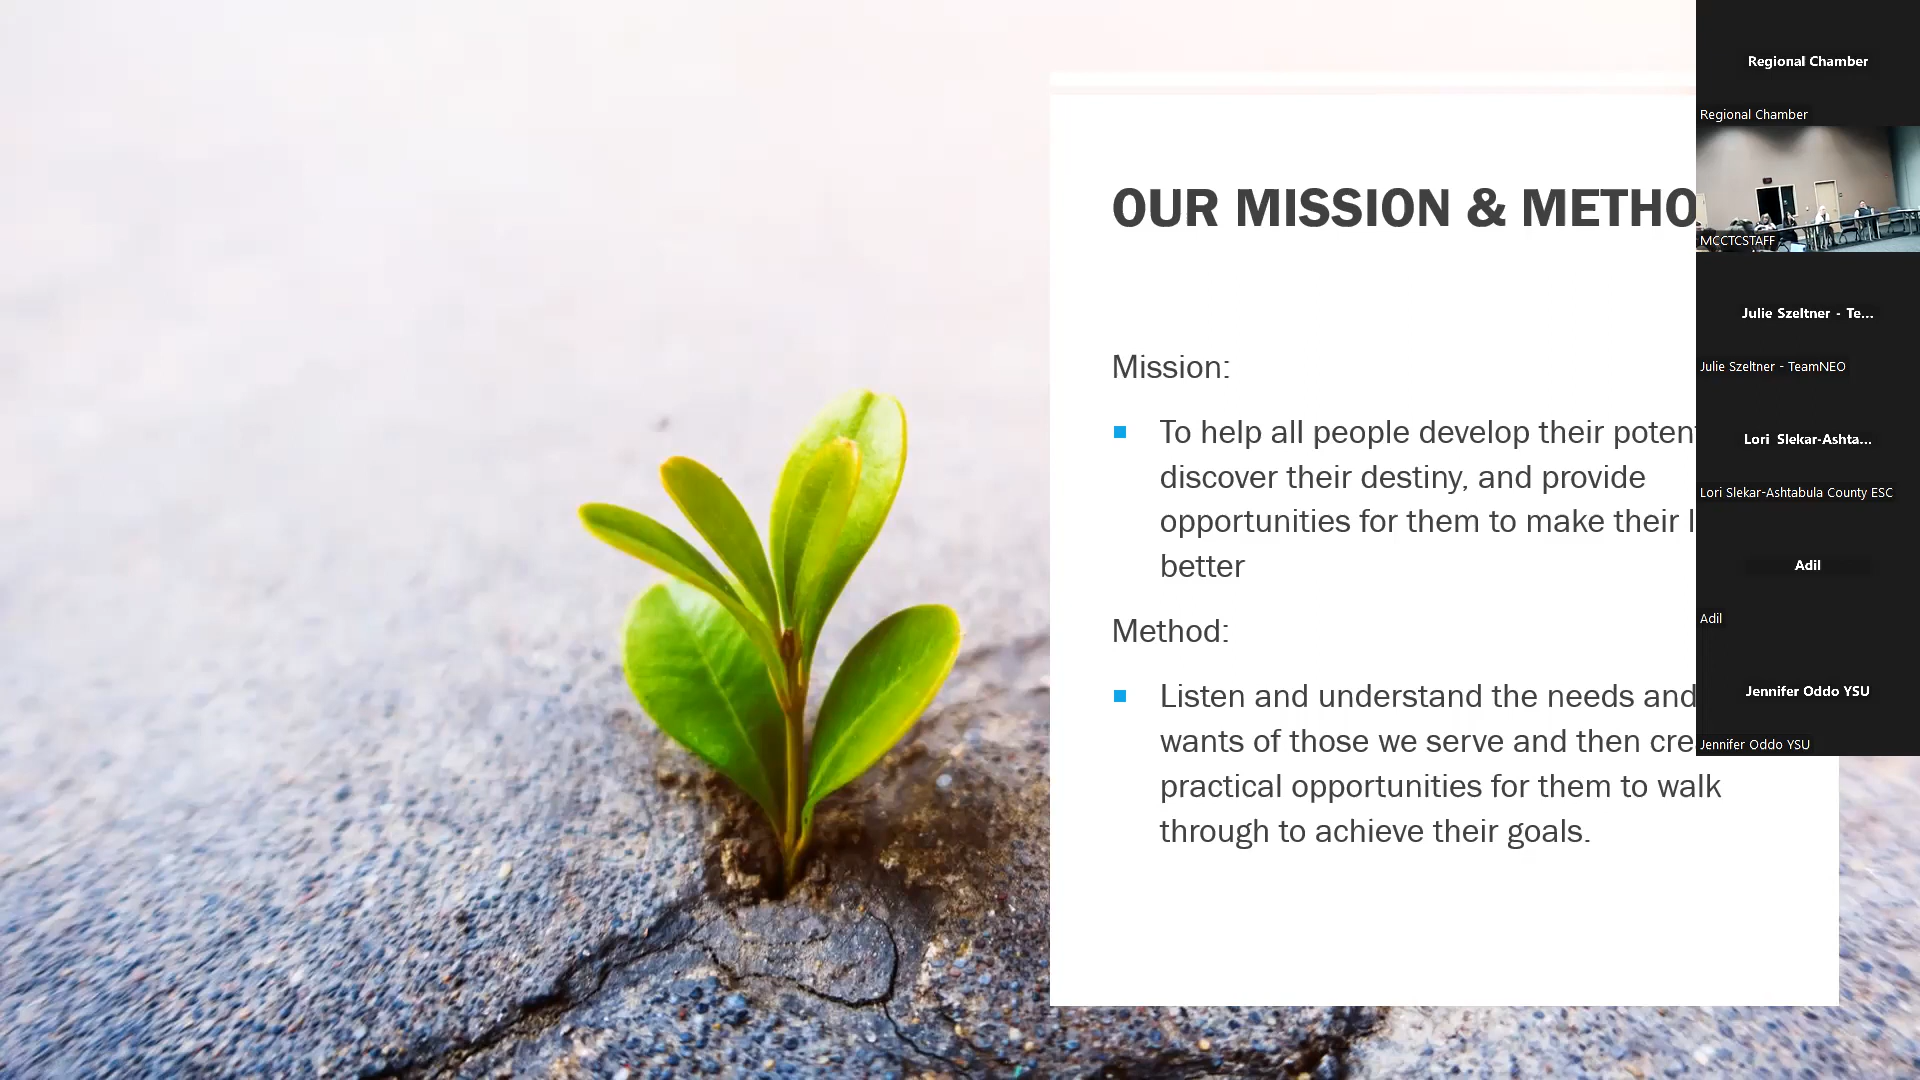 OUR MISSION & METHO
Mission:
To help all people develop their poten
discover their destiny, and provide
opportunities for them to make their l
better
Method:
Listen and understand the needs and
wants of those we serve and then cre
practical opportunities for them to walk
through to achieve their goals.
Regional Chamber
Regional Chamber
MCCTCSTAFF
Julie Szeltner - Te...
Julie Szeltner - TeamNEO
Lori Slekar-Ashta...
Lori Slekar-Ashtabula County ESC
Adil
Adil
Jennifer Oddo YSU
Jennifer Oddo YSU